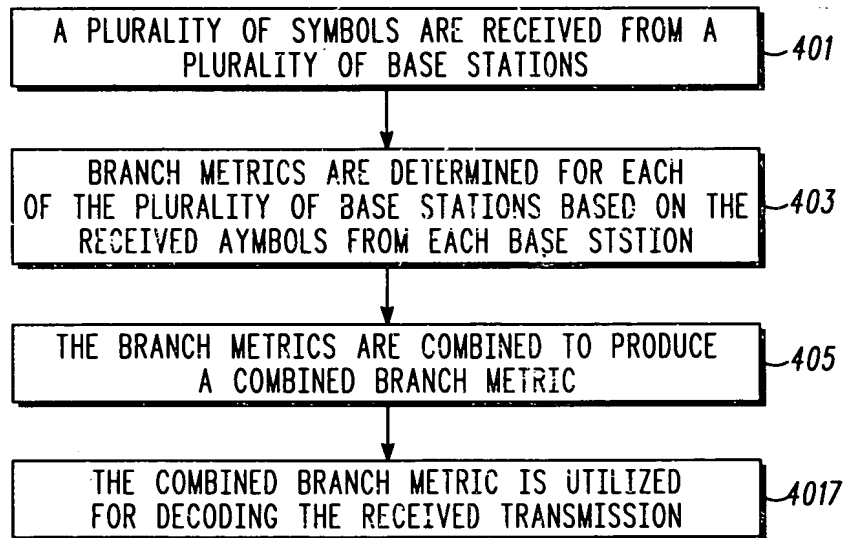 A PLURALITY OF SYMBOLS ARE RECEIVED FROM A
PLURALITY OF BASE STATIONS
401
BRANCH METRICS ARE DETERMINED FOR EACH
OF THE PLURALITY OF BASE STATIONS BASED ON THE
RECEIVED AYMBOLS FROM EACH BASE STSTION
403
THE BRANCH METRICS ARE COMBINED TO PRODUCE
A COMBINED BRANCH METRIC
405
THE COMBINED BRANCH METRIC IS UTILIZED
FOR DECODING THE RECEIVED TRANSMISSION
4017